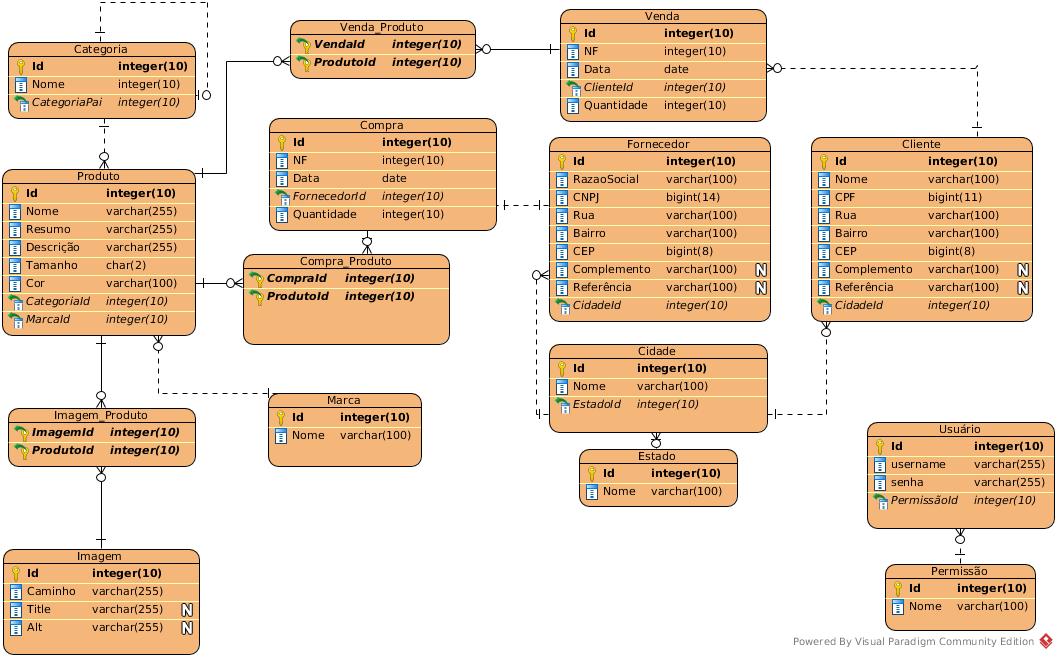 Categoria
Id integer(10)
Nome integer(10)
CategoriaPai integer(10)
Venda_Produto
VendaId integer(10)
ProdutoId integer(10)
Venda
Id integer(10)
NF integer(10)
Data date
ClienteId integer(10)
Quantidade integer(10)
Compra
Id integer(10)
NF integer(10)
Data date
FornecedorId integer(10)
Quantidade integer(10)
Fornecedor
Id integer(10)
RazaoSocial varchar(100)
CNPJ bigint(14)
Rua varchar(100)
Bairro varchar(100)
CEP bigint(8)
Complemento varchar(100) N
Referência varchar(100) N
CidadeId integer(10)
Cliente
Id integer(10)
Nome varchar(100)
CPF bigint(11)
Rua varchar(100)
Bairro varchar(100)
CEP bigint(8)
Complemento varchar(100) N
Referência varchar(100) N
CidadeId integer(10)
Produto
Id integer(10)
Nome varchar(255)
Resumo varchar(255)
Descrição varchar(255)
Tamanho char(2)
Cor varchar(100)
CategoriaId integer(10)
MarcaId integer(10)
Compra_Produto
CompraId integer(10)
ProdutoId integer(10)
Cidade
Id integer(10)
Nome varchar(100)
EstadoId integer(10)
Marca
Id integer(10)
Nome varchar(100)
Imagem_Produto
ImagemId integer(10)
ProdutoId integer(10)
Estado
Id integer(10)
Nome varchar(100)
Usuário
Id integer(10)
username varchar(255)
senha varchar(255)
PermissãoId integer(10)
Imagem
Id integer(10)
Caminho varchar(255)
Title varchar(255) N
Alt varchar(255) N
Permissão
Id integer(10)
Nome varchar(100)
Powered By Visual Paradigm Community Edition